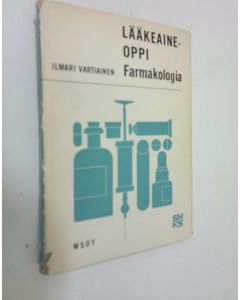 LÄÄKEAINE-
OPPI
ILMARI VARTIAINEN Farmakologia
SH
KS
WSOY